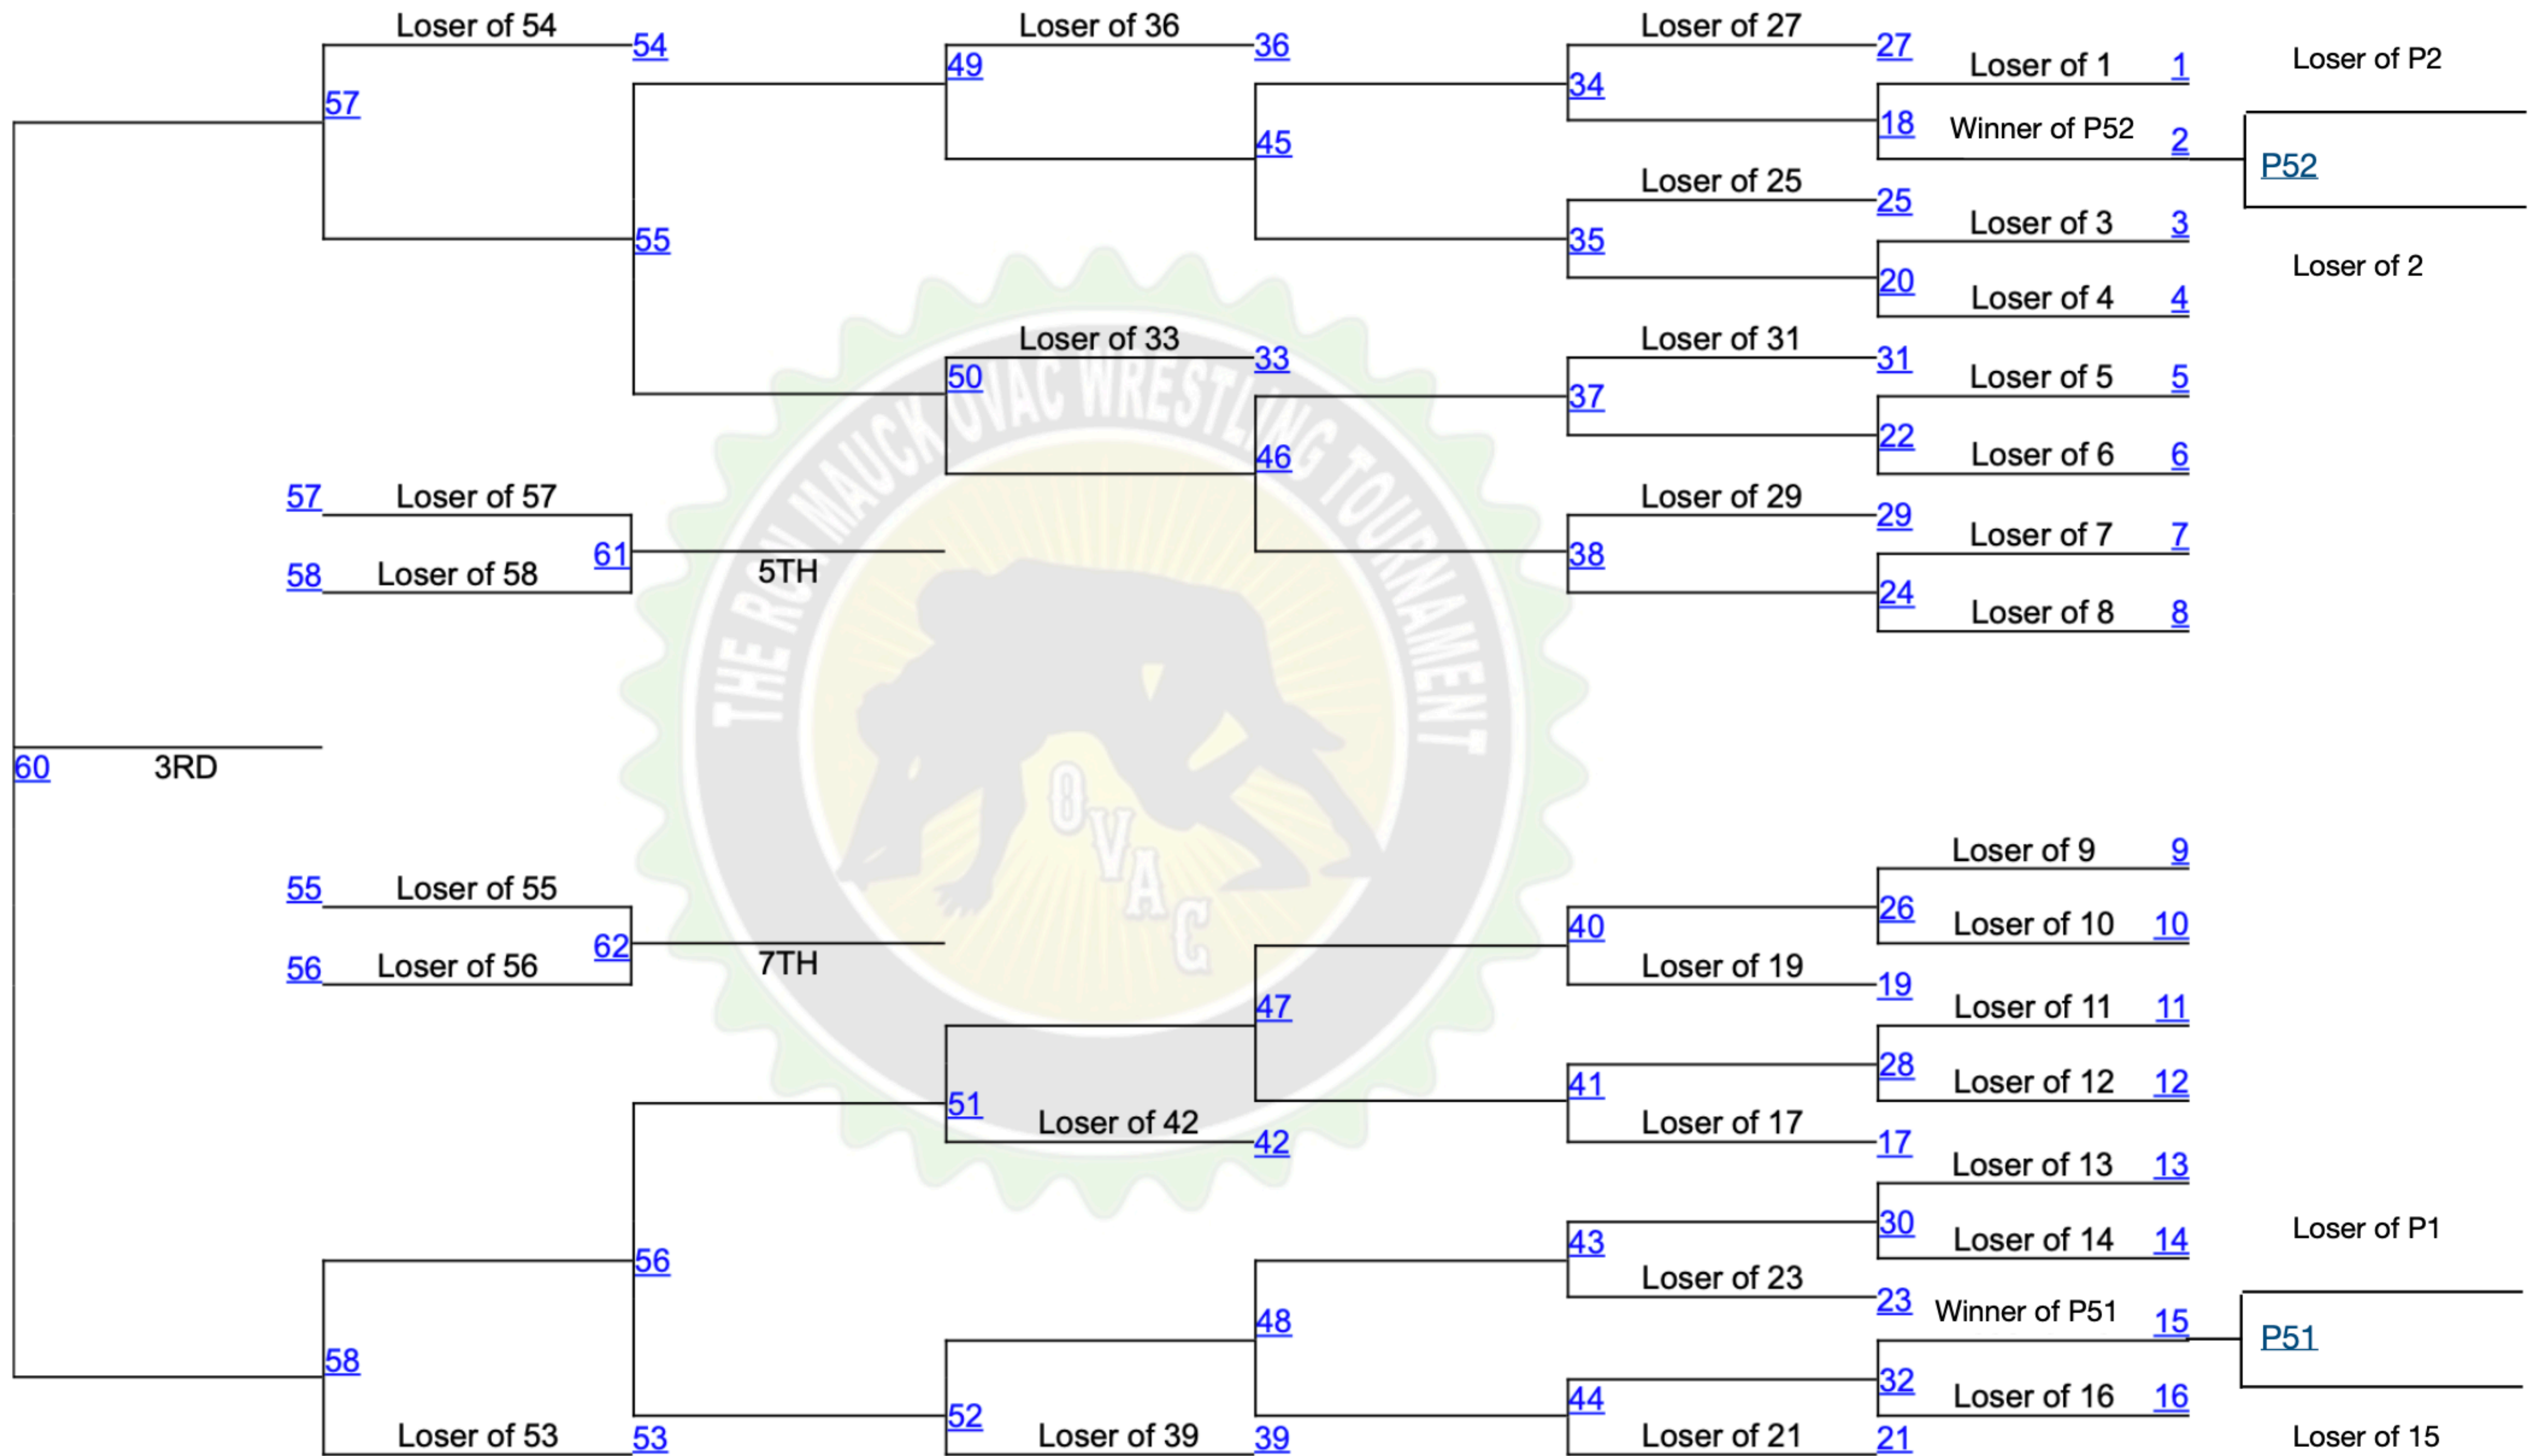 Loser of 54 54 Loser of 36 36 Loser of 27 27
49 Loser of 1 1 Loser of P2
57 34
45 18 Winner of P52 2 P52
Loser of 25 25
55 35 Loser of 3 3
20 Loser of 4 4 Loser of 2
Loser of 33 33 Loser of 31 31
50 37 Loser of 5 5
46 22 Loser of 6 6
57 Loser of 57 Loser of 29 29
61 5TH 38 Loser of 7 7
58 Loser of 58 24 Loser of 8 8
THE RON MAUCK OVAC WRESTLING TOURNAMENT
60 3RD
OVAC
Loser of 9 9
55 Loser of 55 40 26 Loser of 10 10
62 7TH Loser of 19 19
56 Loser of 56
47 Loser of 11 11
51 41 28 Loser of 12 12
Loser of 42 42 Loser of 17 17
Loser of 13 13
56 43 30 Loser of 14 14 Loser of P1
Loser of 23 23
58 48 Winner of P51 15 P51
52 44 32 Loser of 16 16
Loser of 53 53 Loser of 39 39 Loser of 21 21 Loser of 15